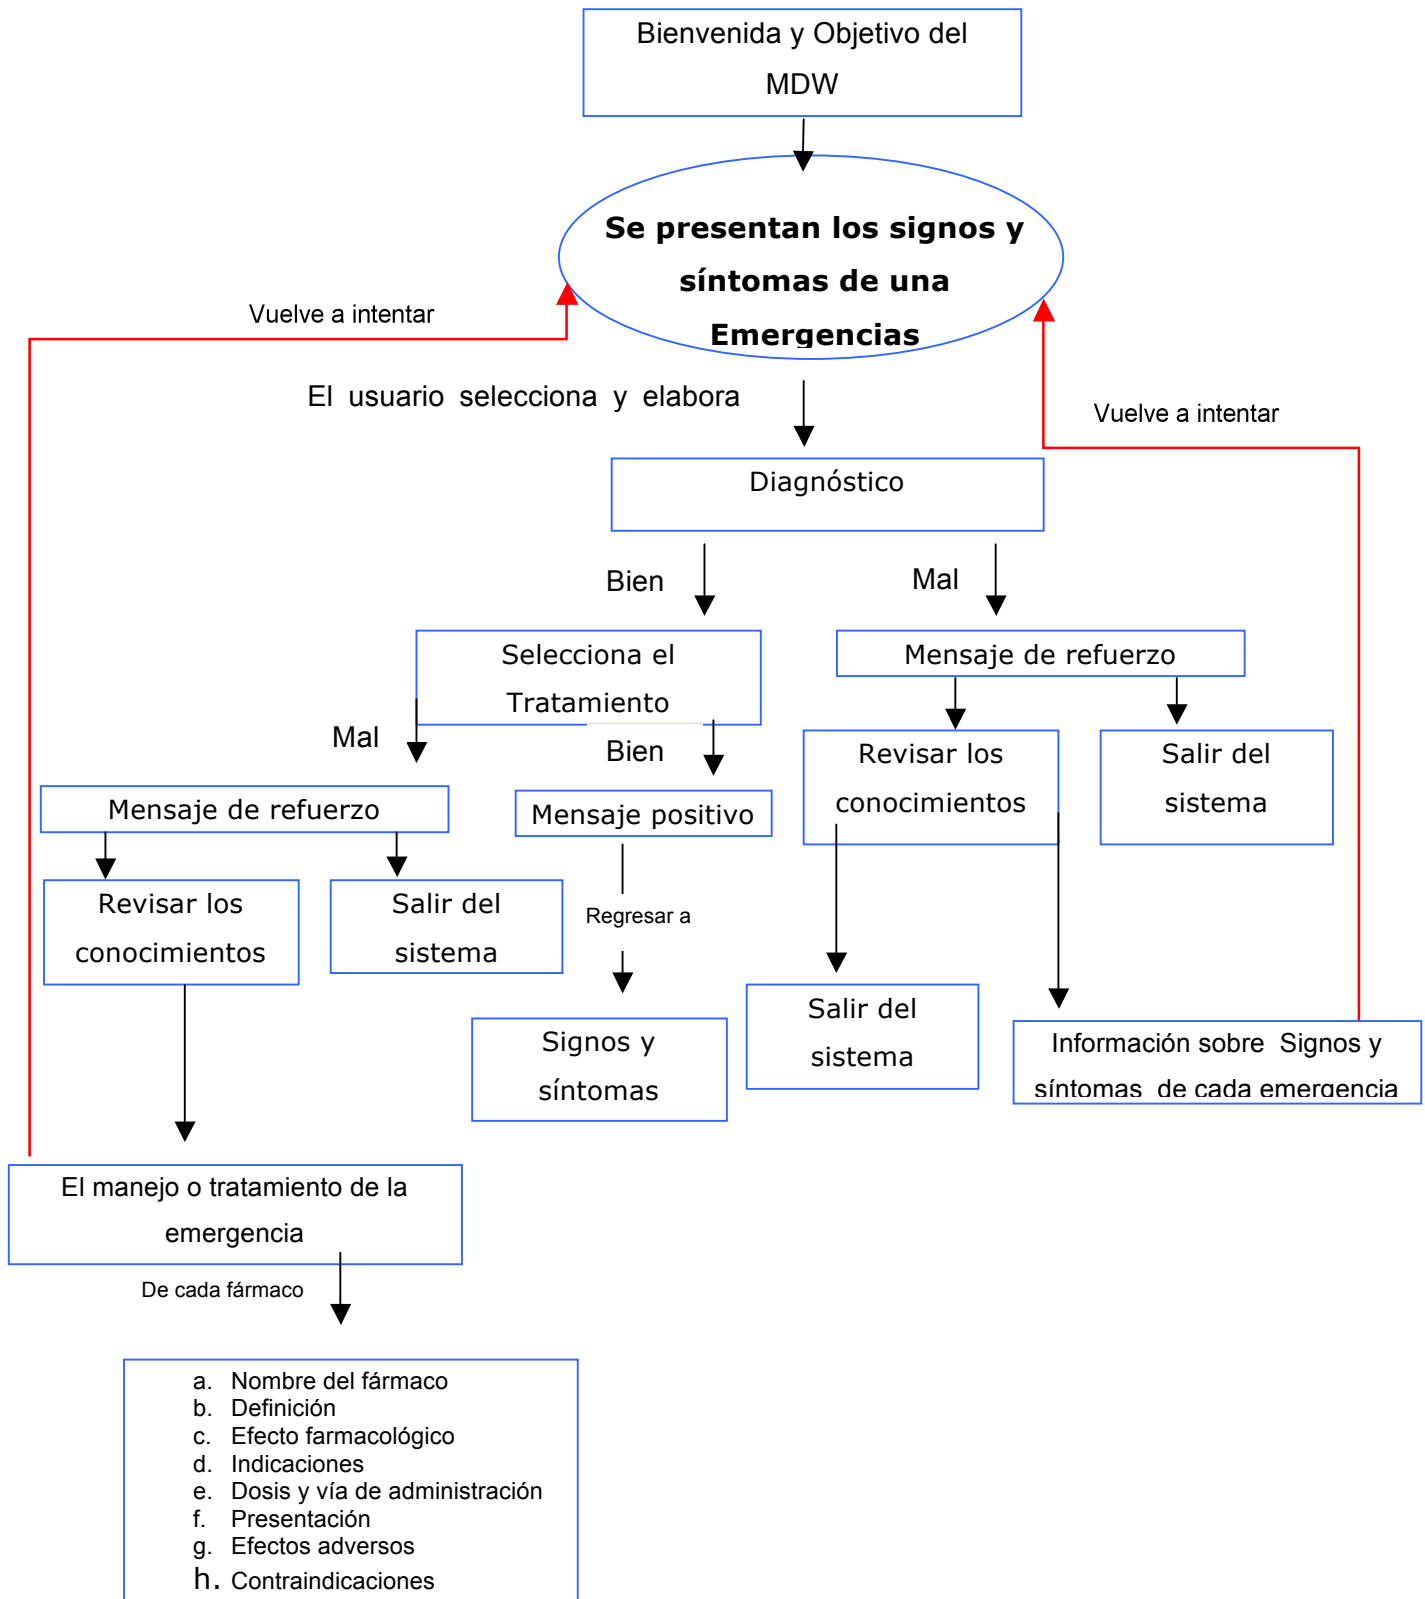 Bienvenida y Objetivo del
MDW
Se presentan los signos y
síntomas de una
Emergencias
Vuelve a intentar
El usuario selecciona y elabora
Vuelve a intentar
Diagnóstico
Bien
Mal
Selecciona el
Tratamiento
Mensaje de refuerzo
Mal
Bien
Revisar los
conocimientos
Salir del
sistema
Mensaje de refuerzo
Mensaje positivo
Revisar los
conocimientos
Salir del
sistema
Regresar a
Signos y
síntomas
Salir del
sistema
Información sobre Signos y
síntomas de cada emergencia
El manejo o tratamiento de la
emergencia
De cada fármaco
a. Nombre del fármaco
b. Definición
c. Efecto farmacológico
d. Indicaciones
e. Dosis y vía de administración
f. Presentación
g. Efectos adversos
h. Contraindicaciones